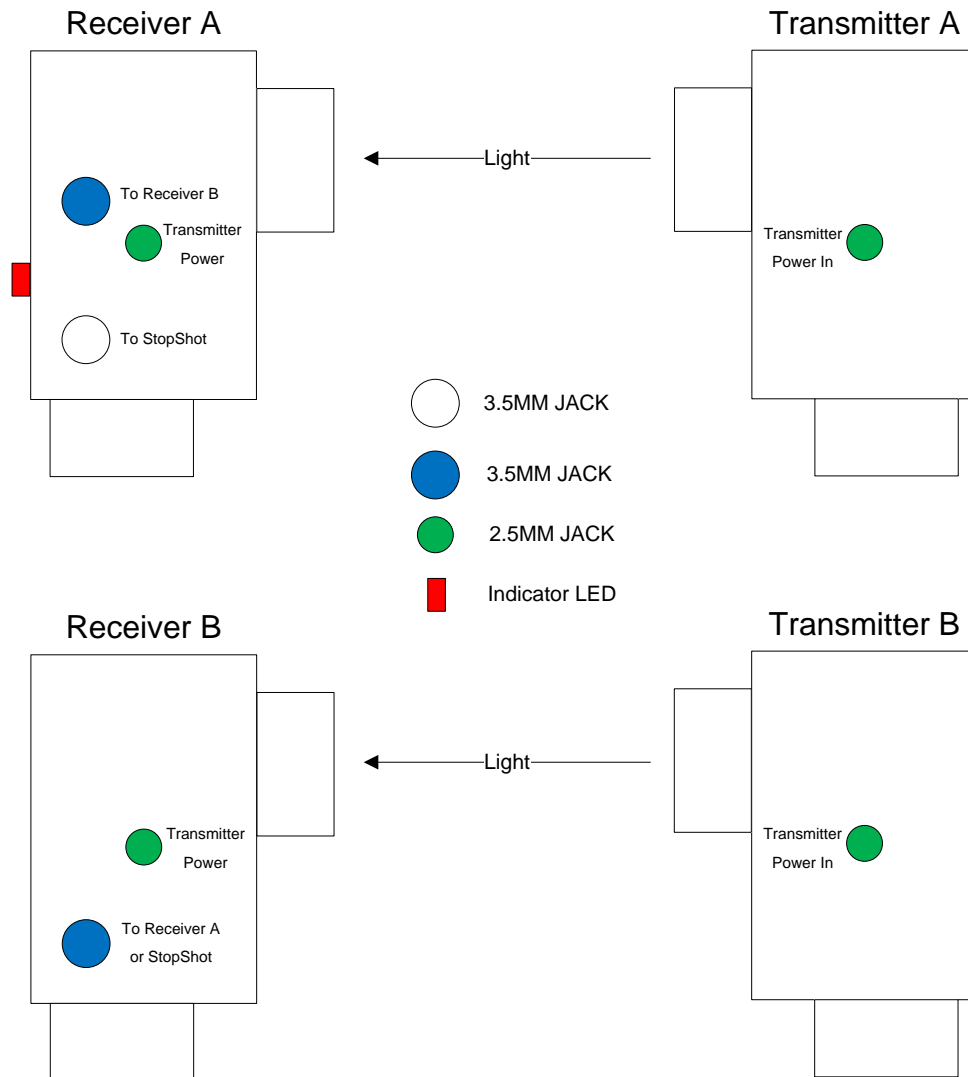 Receiver A
Transmitter A
Light
To Receiver B
Transmitter
Power
Transmitter
Power In
To StopShot
3.5MM JACK
3.5MM JACK
2.5MM JACK
Indicator LED
Receiver B
Transmitter B
Light
Transmitter
Power
Transmitter
Power In
To Receiver A
or StopShot